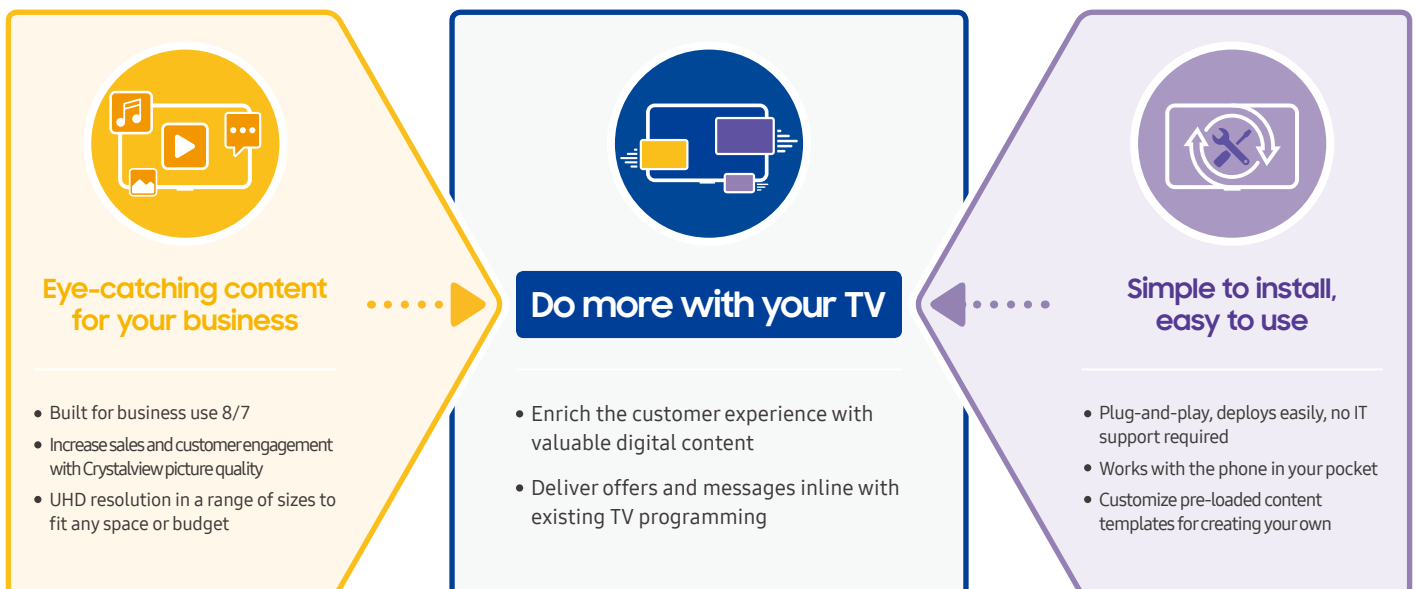 Eye-catching content
for your business
• Built for business use 8/7
• Increase sales and customer engagement
with Crystalview picture quality
• UHD resolution in a range of sizes to
fit any space or budget
Do more with your TV
• Enrich the customer experience with
valuable digital content
• Deliver offers and messages inline with
existing TV programming
Simple to install,
easy to use
• Plug-and-play, deploys easily, no IT
support required
• Works with the phone in your pocket
• Customize pre-loaded content
templates for creating your own